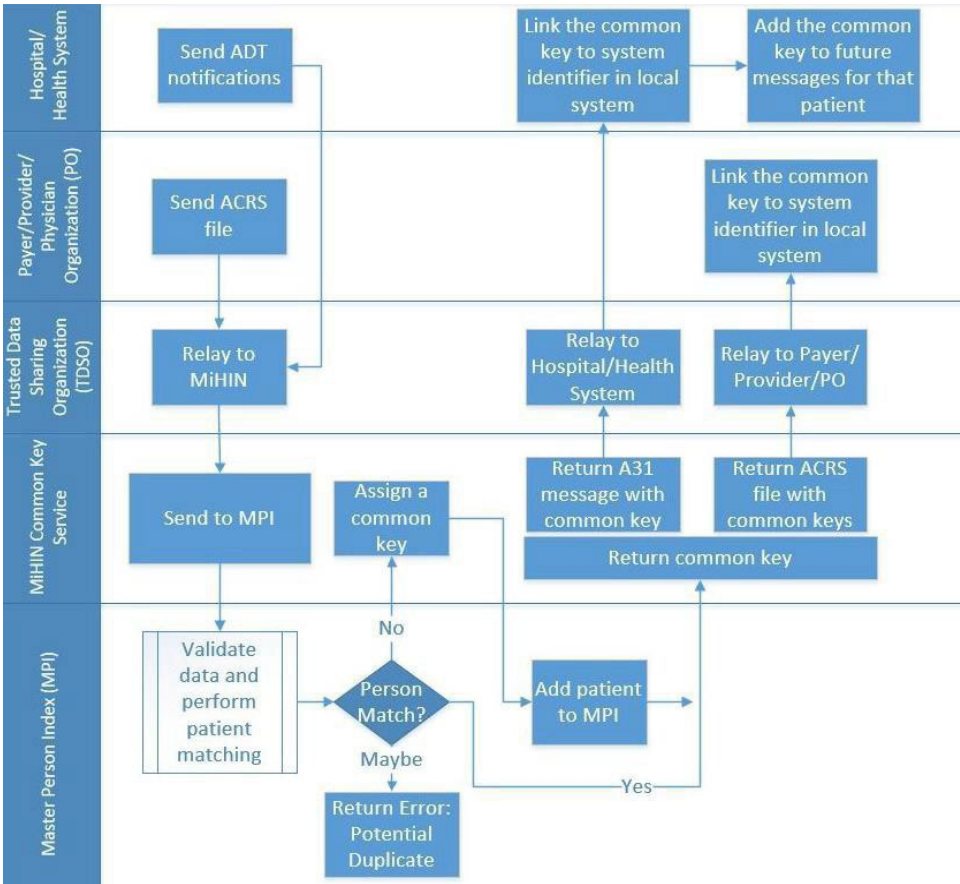 Hospital/
Health System
Send ADT
notifications
Link the common
key to system
identifier in local
system
Add the common
key to future
messages for that
patient
Payer/Provider/
Physician
Organization (PO)
Send ACRS
file
Link the common
key to system
identifier in local
system
Trusted Data
Sharing
Organization
(TDSO)
Relay to
MiHIN
Relay to
Hospital/Health
System
Relay to Payer/
Provider/PO
MiHIN Common Key
Service
Send to MPI
Assign a
common
key
Return A31
message with
common key
Return ACRS
file with
common keys
Return common key
Master Person Index (MPI)
Validate
data and
perform
patient
matching
No
Person
Match?
Maybe
Return Error:
Potential
Duplicate
Add patient
to MPI
Yes